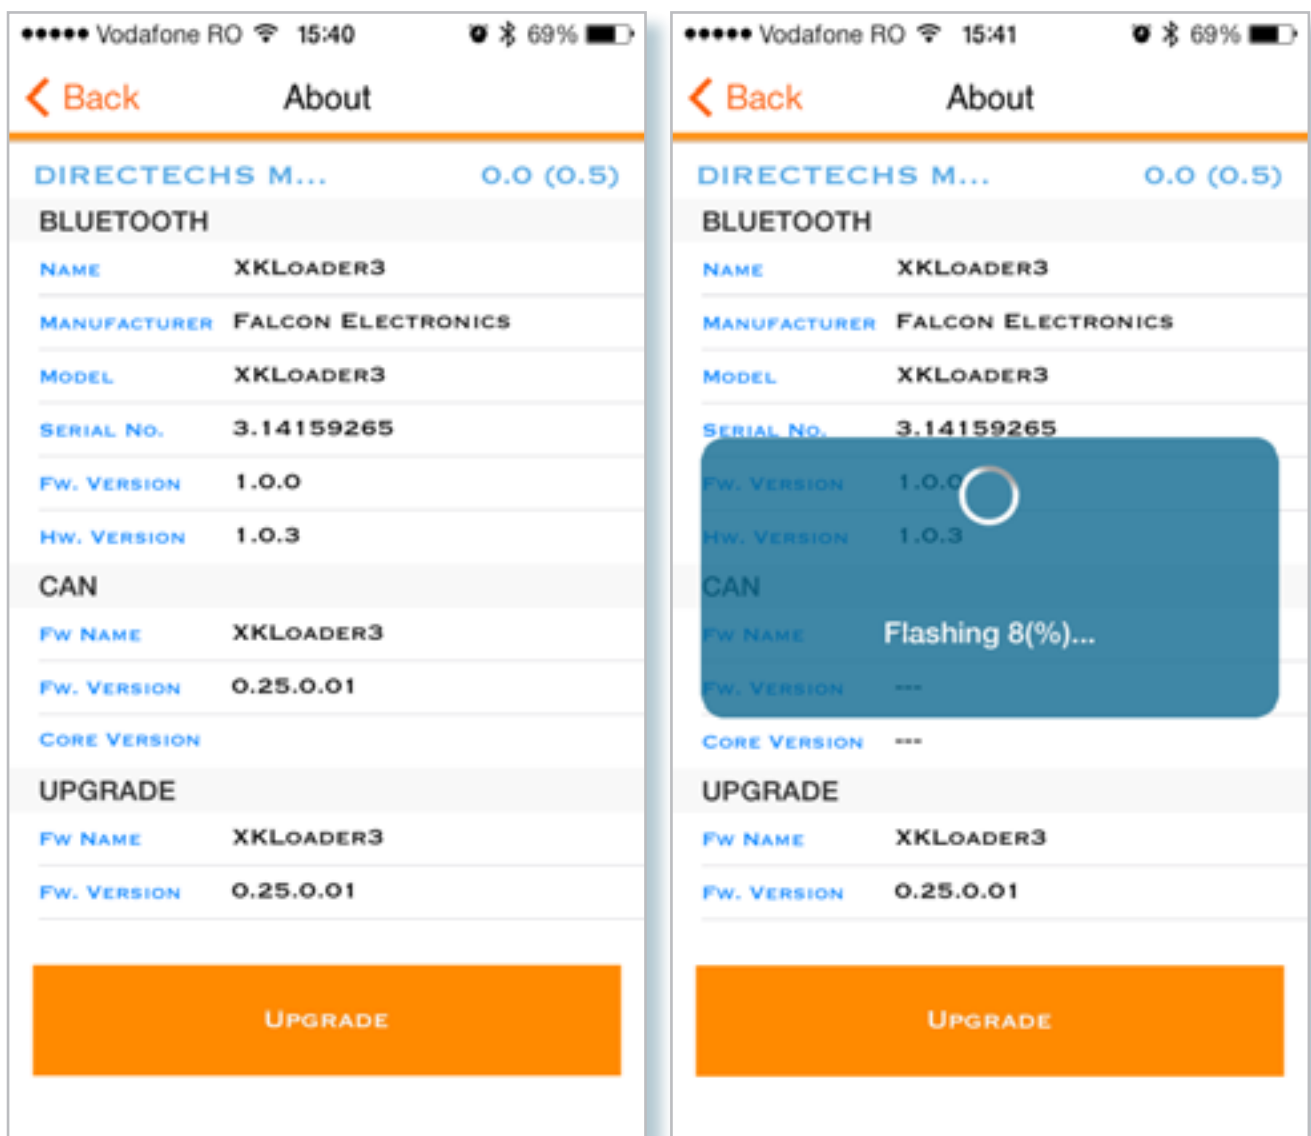 Vodafone RO 15:40 69%
Back About
DIRECTECHS M... 0.0 (0.5)
BLUETOOTH
NAME XKLOADER3
MANUFACTURER FALCON ELECTRONICS
MODEL XKLOADER3
SERIAL NO. 3.14159265
FW. VERSION 1.0.0
HW. VERSION 1.0.3
CAN
FW NAME XKLOADER3
FW. VERSION 0.25.0.01
CORE VERSION
UPGRADE
FW NAME XKLOADER3
FW. VERSION 0.25.0.01
UPGRADE
Vodafone RO 15:41 69%
Back About
DIRECTECHS M... 0.0 (0.5)
BLUETOOTH
NAME XKLOADER3
MANUFACTURER FALCON ELECTRONICS
MODEL XKLOADER3
SERIAL NO. 3.14159265
FW. VERSION 1.0.0
HW. VERSION 1.0.3
CAN
FW NAME
Flashing 8(%)...
FW. VERSION ---
CORE VERSION ---
UPGRADE
FW NAME XKLOADER3
FW. VERSION 0.25.0.01
UPGRADE